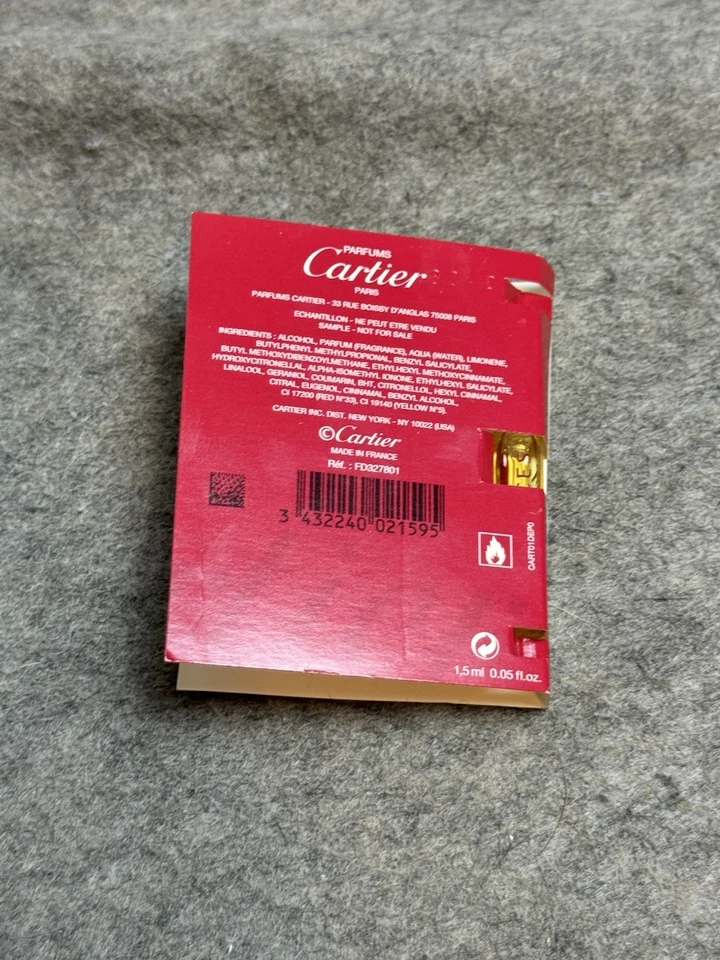 PARFUMS
Cartier
PARIS
PARFUMS CARTIER - 33 RUE BOISSY D'ANGLAS 75008 PARIS
ECHANTILLON - NE PEUT ETRE VENDU
SAMPLE - NOT FOR SALE
INGREDIENTS : ALCOHOL, PARFUM (FRAGRANCE), AQUA (WATER), LIMONENE,
BUTYLPHENYL METHYLPROPIONAL, BENZYL SALICYLATE,
BUTYL METHOXYDIBENZOYLMETHANE, ETHYLHEXYL METHOXYCINNAMATE,
HYDROXYCITRONELLAL, ALPHA-ISOMETHYL IONONE, ETHYLHEXYL SALICYLATE,
LINALOOL, GERANIOL, COUMARIN, BHT, CITRONELLOL, HEXYL CINNAMAL,
CITRAL, EUGENOL, CINNAMAL, BENZYL ALCOHOL,
CI 17200 (RED N°33), CI 19140 (YELLOW N°5).
CARTIER INC. DIST. NEW YORK - NY 10022 (USA)
©Cartier
MADE IN FRANCE
Réf. : FD327801
3 432240 021595
CART01DEP0
1,5 ml 0.05 fl.oz.